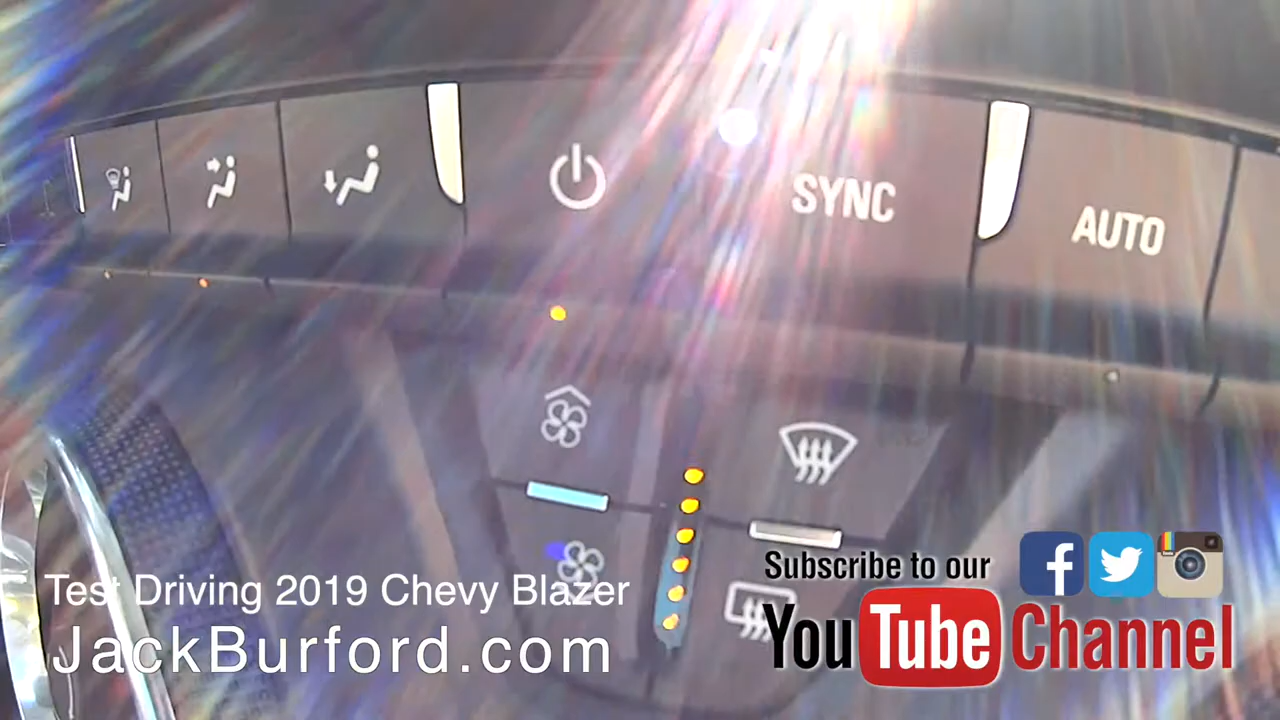 SYNC
AUTO
Test Driving 2019 Chevy Blazer
JackBurford.com
Subscribe to our
YouTube Channel